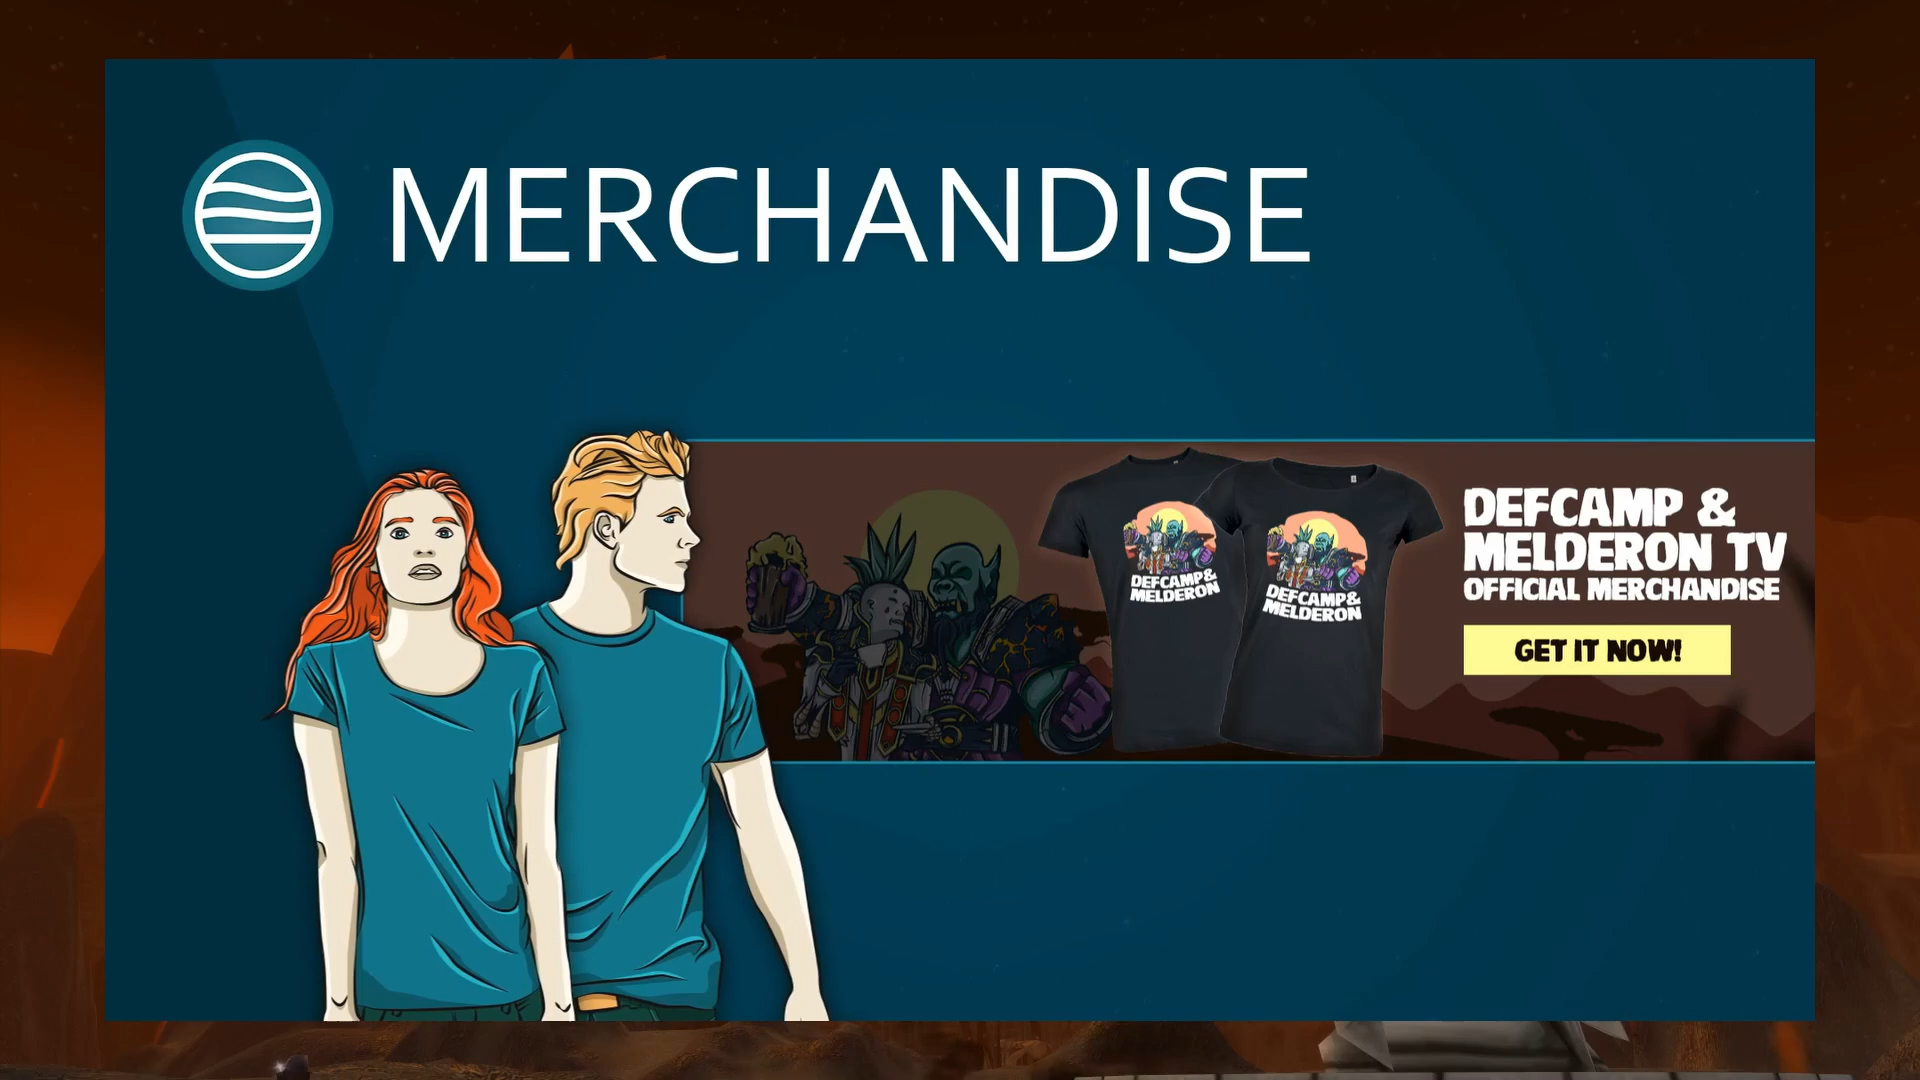 MERCHANDISE
DEFCAMP &
MELDERON TV
OFFICIAL MERCHANDISE
GET IT NOW!
DEFCAMP&
MELDERON
DEFCAMP&
MELDERON